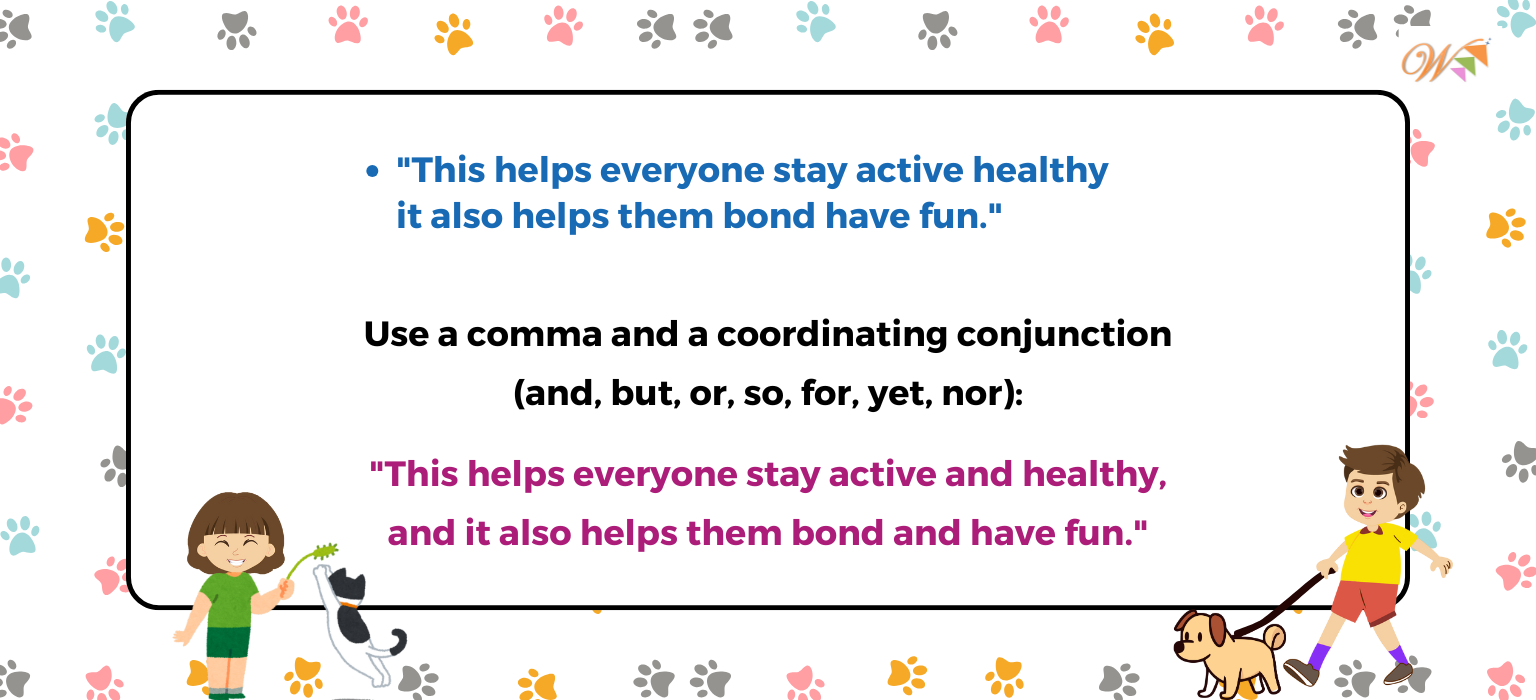 W
• "This helps everyone stay active healthy
it also helps them bond have fun."
Use a comma and a coordinating conjunction
(and, but, or, so, for, yet, nor):
"This helps everyone stay active and healthy,
and it also helps them bond and have fun."